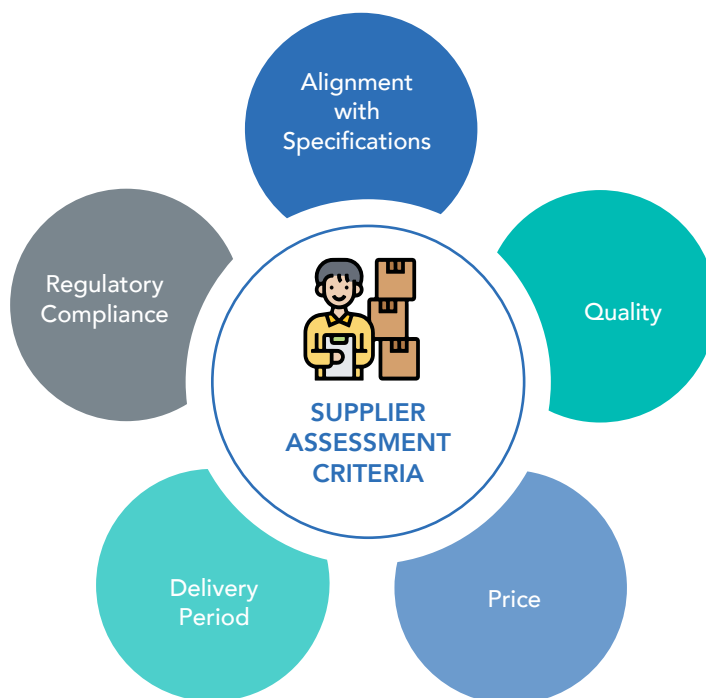 Alignment
with
Specifications
Regulatory
Compliance
Quality
SUPPLIER
ASSESSMENT
CRITERIA
Delivery
Period
Price